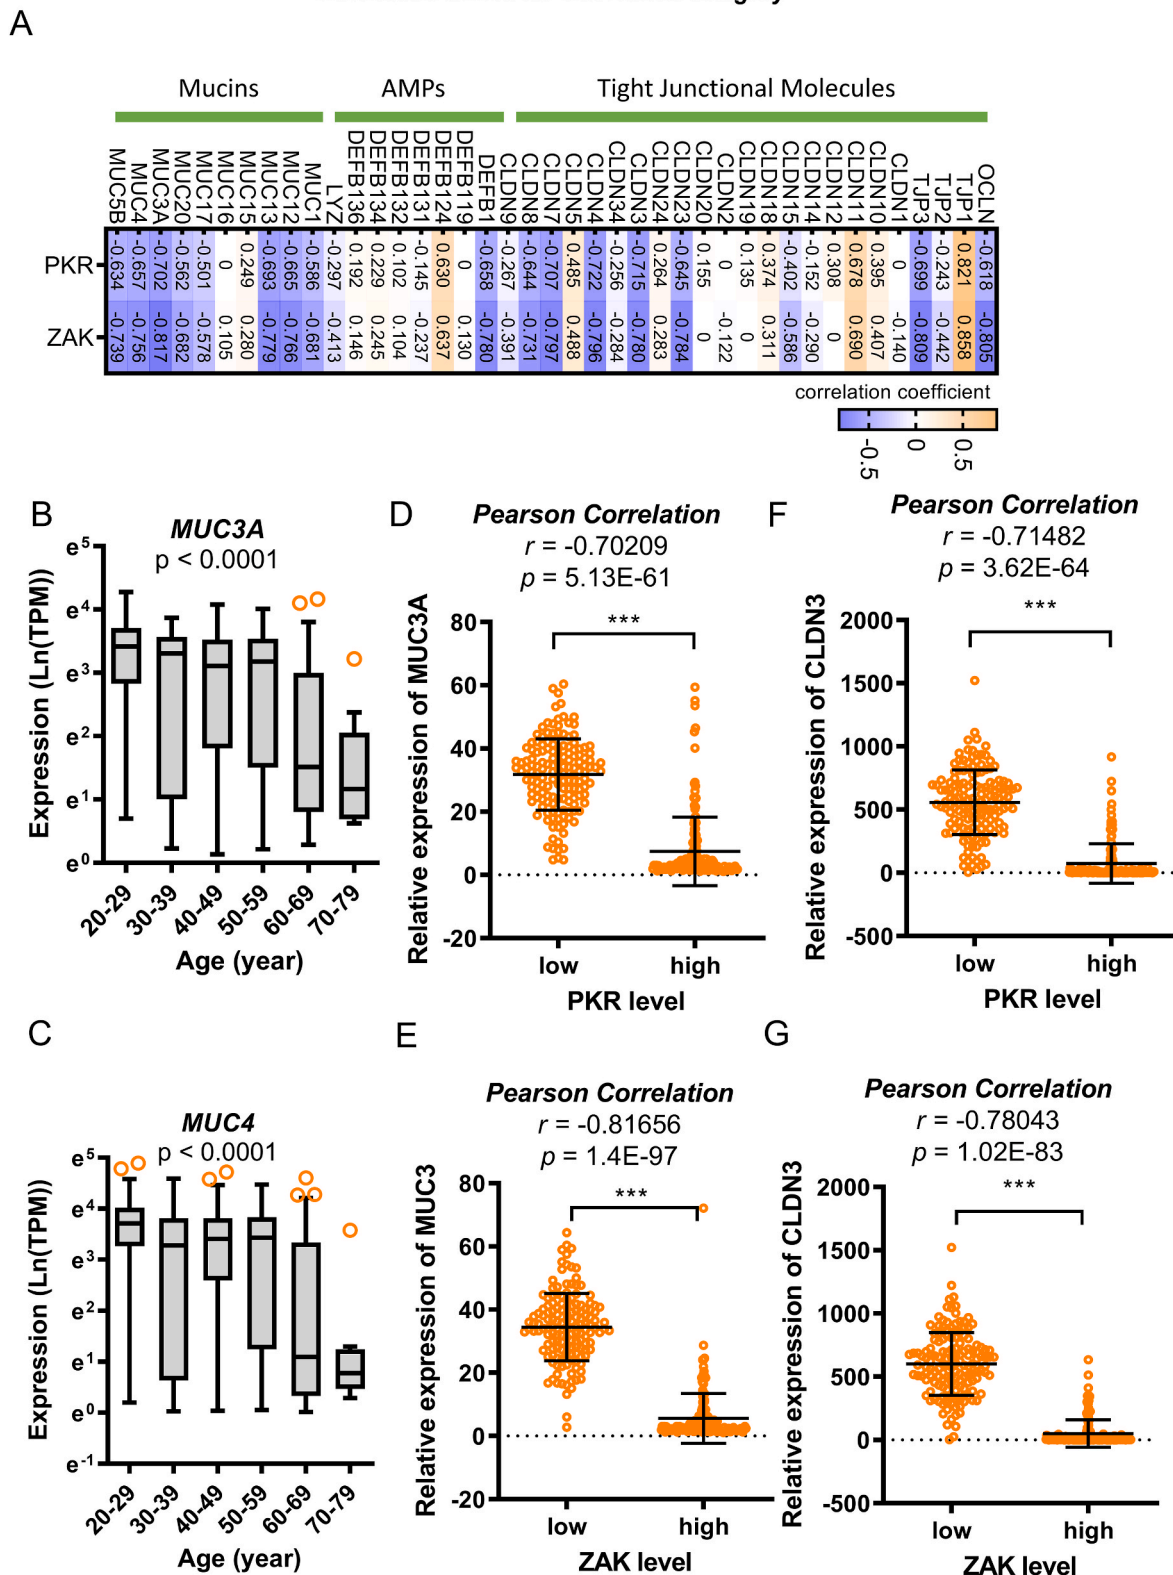 A
Mucins AMPs Tight Junctional Molecules
MUC5B MUC4 MUC3A MUC20 MUC17 MUC16 MUC15 MUC13 MUC12 MUC1 LYZ DEFB136 DEFB134 DEFB132 DEFB131 DEFB124 DEFB119 DEFB1 CLDN9 CLDN8 CLDN7 CLDN5 CLDN4 CLDN34 CLDN3 CLDN24 CLDN23 CLDN20 CLDN2 CLDN19 CLDN18 CLDN15 CLDN14 CLDN12 CLDN11 CLDN10 CLDN1 TJP3 TJP2 TJP1 OCLN
PKR -0.634 -0.657 -0.702 -0.562 -0.501 0 0.249 -0.693 -0.665 -0.586 -0.297 0.192 0.229 0.102 -0.145 0.630 0 -0.658 -0.267 -0.644 -0.707 0.485 -0.722 -0.256 -0.715 0.264 -0.645 0.155 0 0.135 0.374 -0.402 -0.152 0.308 0.678 0.395 0 -0.699 -0.243 0.821 -0.618
ZAK -0.739 -0.756 -0.817 -0.682 -0.578 0.105 0.280 -0.779 -0.766 -0.681 -0.413 0.146 0.245 0.104 -0.237 0.637 0.130 -0.780 -0.391 -0.731 -0.797 0.488 -0.796 -0.284 -0.780 0.283 -0.784 0 -0.122 0 0.311 -0.586 -0.290 0 0.690 0.407 -0.140 -0.809 -0.442 0.858 -0.805
correlation coefficient
-0.5 0 0.5
B
MUC3A
p < 0.0001
Expression (Ln(TPM))
e5
e4
e3
e2
e1
e0
20-29 30-39 40-49 50-59 60-69 70-79
Age (year)
D
Pearson Correlation
r = -0.70209
p = 5.13E-61
***
Relative expression of MUC3A
80
60
40
20
0
-20
low high
PKR level
F
Pearson Correlation
r = -0.71482
p = 3.62E-64
***
Relative expression of CLDN3
2000
1500
1000
500
0
-500
low high
PKR level
C
MUC4
p < 0.0001
Expression (Ln(TPM))
e5
e4
e3
e2
e1
e0
e-1
20-29 30-39 40-49 50-59 60-69 70-79
Age (year)
E
Pearson Correlation
r = -0.81656
p = 1.4E-97
***
Relative expression of MUC3
80
60
40
20
0
-20
low high
ZAK level
G
Pearson Correlation
r = -0.78043
p = 1.02E-83
***
Relative expression of CLDN3
2000
1500
1000
500
0
-500
low high
ZAK level